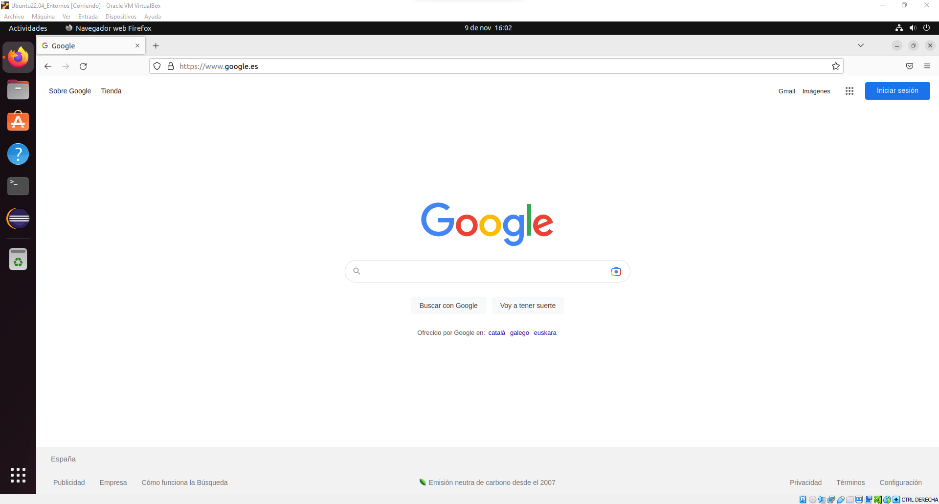 Ubuntu22.04_Entornos [Corriendo] - Oracle VM VirtualBox
Archivo Máquina Ver Entrada Dispositivos Ayuda
Actividades Navegador web Firefox 9 de nov 16:02
Google
https://www.google.es
Sobre Google Tienda Gmail Imágenes Iniciar sesión
Google
Buscar con Google Voy a tener suerte
Ofrecido por Google en: català galego euskara
España
Publicidad Empresa Cómo funciona la Búsqueda Emisión neutra de carbono desde el 2007 Privacidad Términos Configuración
CTRL DERECHA